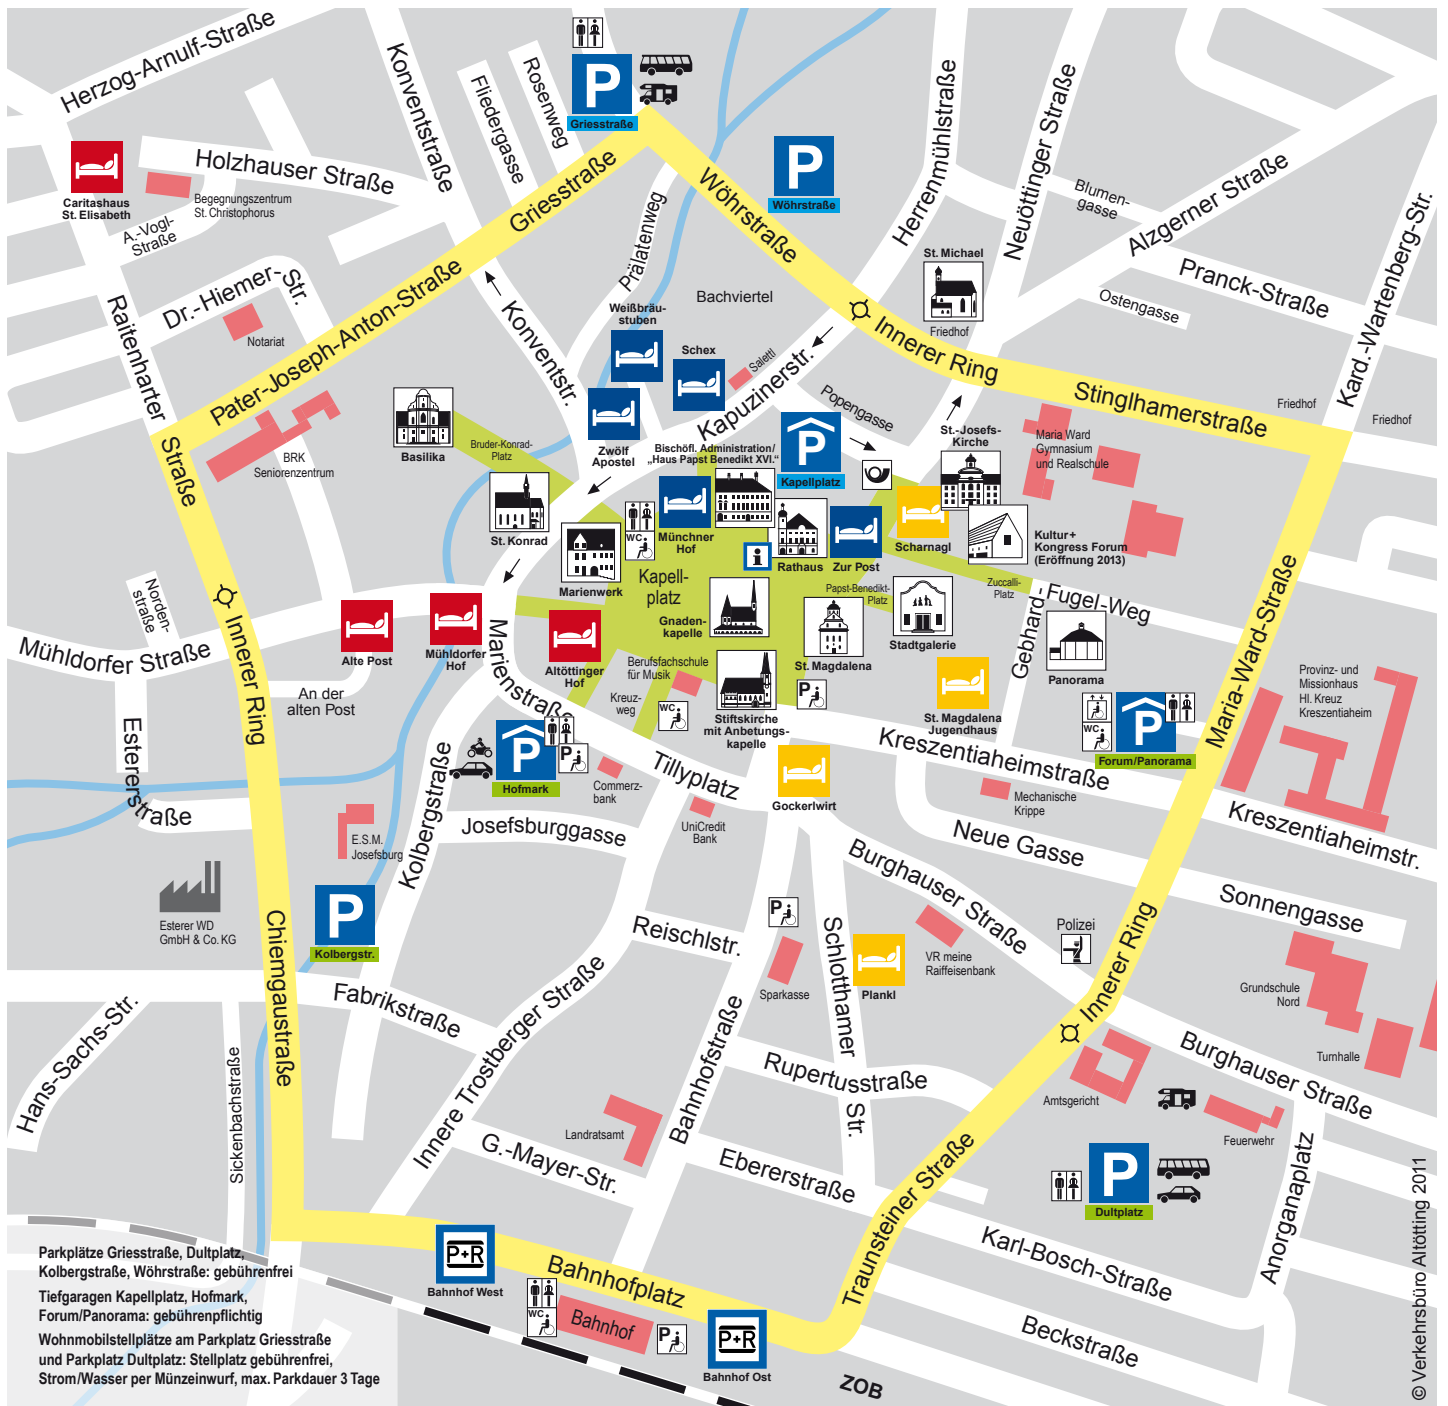 Herzog-Arnulf-Straße
Konventstraße
Fliedergasse
Rosenweg
P
Griesstraße
Caritashaus
St. Elisabeth
Holzhauser Straße
Begegnungszentrum
St. Christophorus
A.-Vogl-
Straße
Griesstraße
Prälatenweg
Wöhrstraße
P
Wöhrstraße
Herrenmühlstraße
Neuöttinger Straße
Blumen-
gasse
Alzgerner Straße
Pranck-Straße
Ostengasse
Kard.-Wartenberg-Str.
St. Michael
Friedhof
Bachviertel
Raitenharter
Straße
Dr.-Hiemer-
Str.
Notariat
Pater-Joseph-Anton-Straße
Konventstr.
Weißbräu-
stuben
Schex
Salettl
Kapuzinerstr.
Innerer Ring
Stinglhamerstraße
Friedhof
Friedhof
Popengasse
BRK
Seniorenzentrum
Basilika
Bruder-Konrad-
Platz
Zwölf
Apostel
Bischöfl. Administration/
„Haus Papst Benedikt XVI.“
P
Kapellplatz
St.-Josefs-
Kirche
Maria Ward
Gymnasium
und Realschule
St. Konrad
WC
Münchner
Hof
i
Rathaus
Zur Post
Scharnagl
Kultur+
Kongress Forum
(Eröffnung 2013)
Marienwerk
Kapell-
platz
Gnaden-
kapelle
Papst-Benedikt-
Platz
Zuccalli-
Platz
Gebhard-Fugel-Weg
Maria-Ward-Straße
Norden-
straße
Mühldorfer Straße
Innerer Ring
Alte Post
Mühldorfer
Hof
Marienstraße
Altöttinger
Hof
Berufsfachschule
für Musik
St. Magdalena
Stadtgalerie
Panorama
Provinz- und
Missionhaus
Hl. Kreuz
Kreszentiaheim
An der
alten Post
Kreuz-
weg
WC
Stiftskirche
mit Anbetungs-
kapelle
P
St. Magdalena
Jugendhaus
WC
P
Forum/Panorama
Estererstraße
P
Hofmark
P
Commerz-
bank
Tillyplatz
Gockerlwirt
Kreszentiaheimstraße
Mechanische
Krippe
Kreszentiaheimstr.
Kolbergstraße
Josefsburggasse
UniCredit
Bank
E.S.M.
Josefsburg
Neue Gasse
Burghauser Straße
Sonnengasse
Esterer WD
GmbH & Co. KG
P
Kolbergstr.
Chiemgaustraße
Reischlstr.
P
Sparkasse
Schlotthamer
Str.
Plankl
VR meine
Raiffeisenbank
Polizei
Innerer Ring
Grundschule
Nord
Turnhalle
Hans-Sachs-Str.
Fabrikstraße
Innere Trostberger Straße
Bahnhofstraße
Rupertusstraße
Burghauser Straße
Amtsgericht
Feuerwehr
Sickenbachstraße
Landratsamt
G.-Mayer-Str.
Ebererstraße
Traunsteiner Straße
P
Dultplatz
Anorganaplatz
Karl-Bosch-Straße
Beckstraße
P+R
Bahnhof West
Bahnhofplatz
WC
Bahnhof
P
P+R
Bahnhof Ost
ZOB
Parkplätze Griesstraße, Dultplatz,
Kolbergstraße, Wöhrstraße: gebührenfrei
Tiefgaragen Kapellplatz, Hofmark,
Forum/Panorama: gebührenpflichtig
Wohnmobilstellplätze am Parkplatz Griesstraße
und Parkplatz Dultplatz: Stellplatz gebührenfrei,
Strom/Wasser per Münzeinwurf, max. Parkdauer 3 Tage
© Verkehrsbüro Altötting 2011